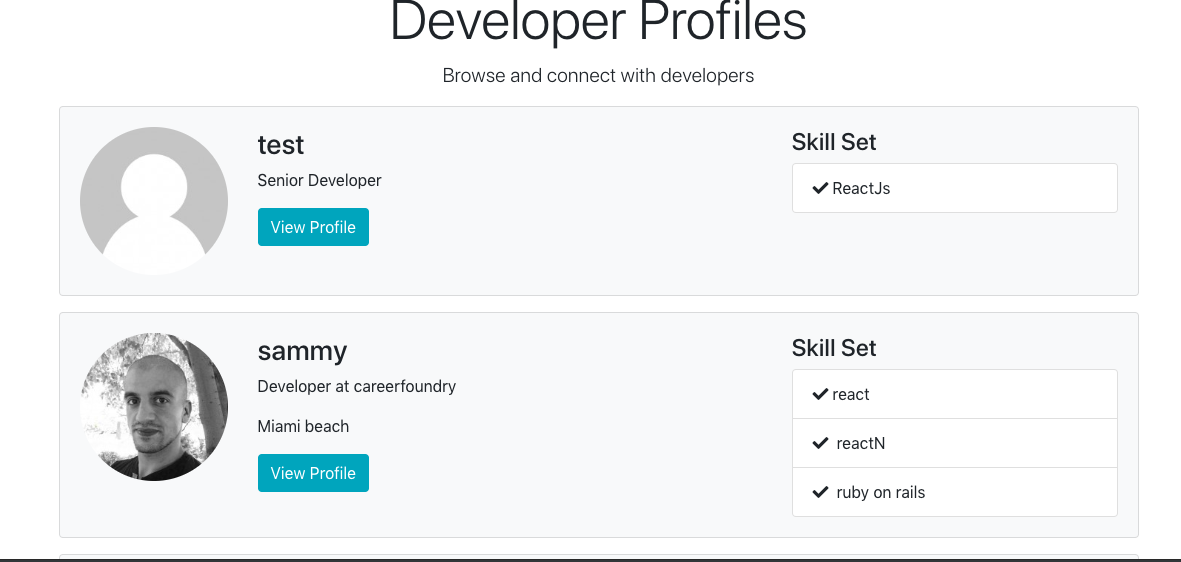 Developer Profiles
Browse and connect with developers
test
Senior Developer
View Profile
Skill Set
ReactJs
sammy
Developer at careerfoundry
Miami beach
View Profile
Skill Set
react
reactN
ruby on rails